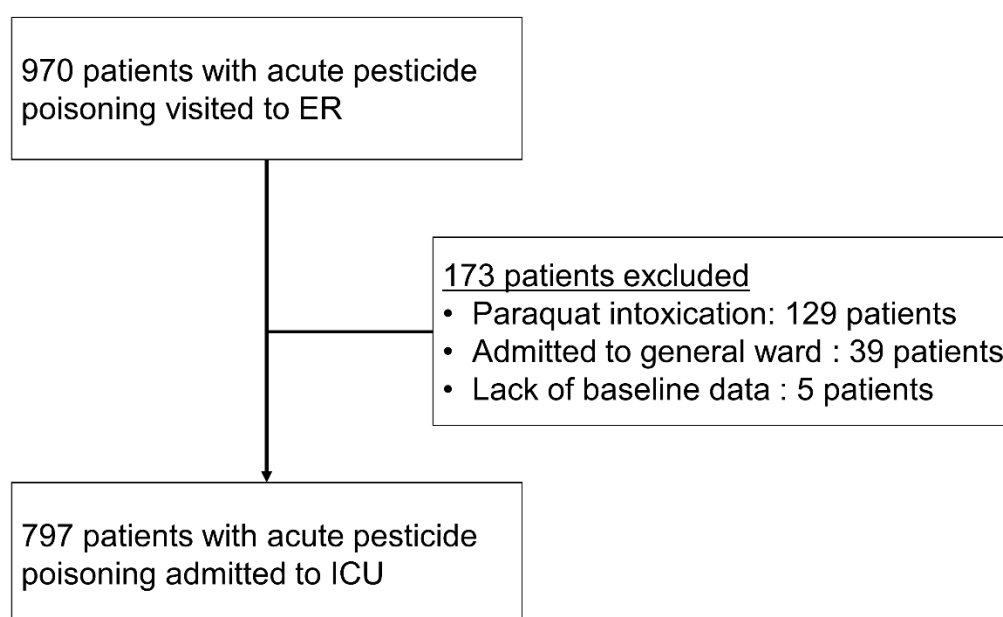 970 patients with acute pesticide
poisoning visited to ER
173 patients excluded
• Paraquat intoxication: 129 patients
• Admitted to general ward : 39 patients
• Lack of baseline data : 5 patients
797 patients with acute pesticide
poisoning admitted to ICU